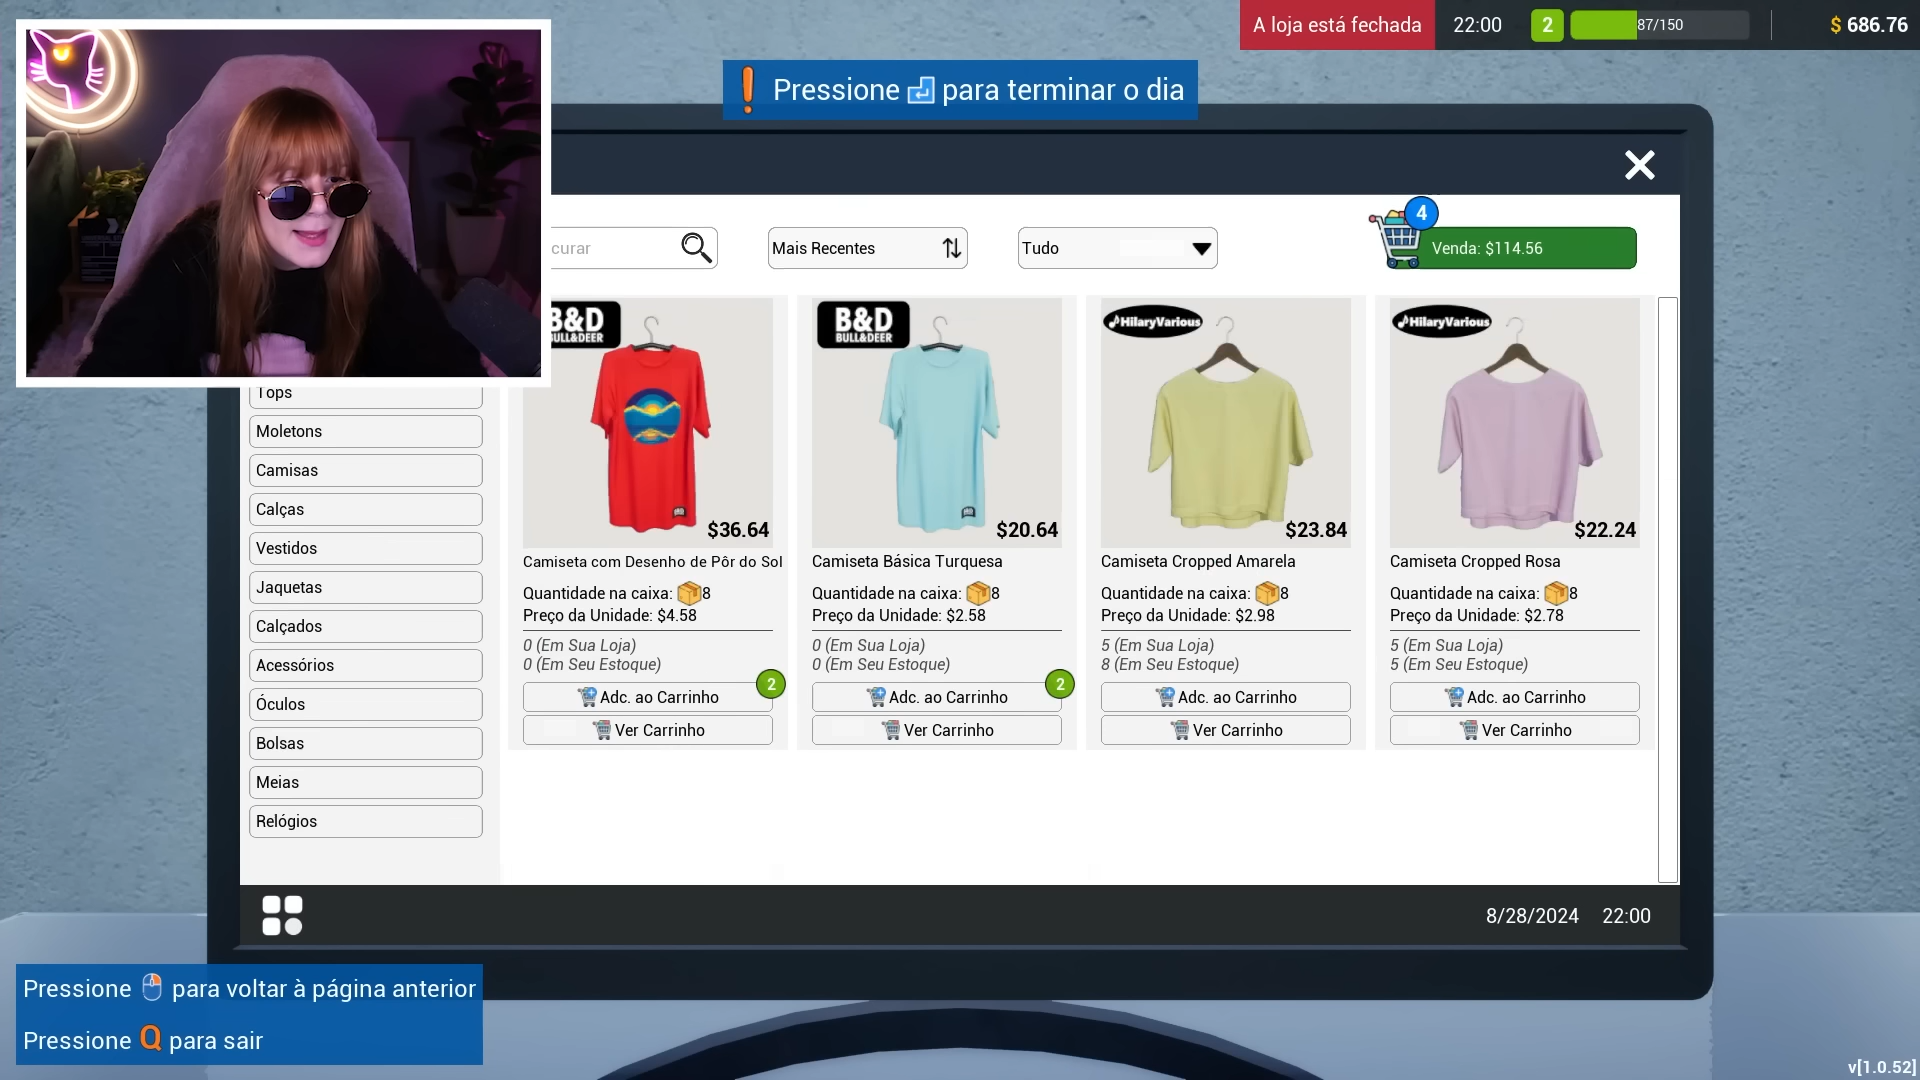 A loja está fechada
22:00
2
87/150
$ 686.76
Pressione para terminar o dia
curar
Mais Recentes
Tudo
4
Venda: $114.56
Tops
Moletons
Camisas
Calças
Vestidos
Jaquetas
Calçados
Acessórios
Óculos
Bolsas
Meias
Relógios
B&D
BULL&DEER
$36.64
Camiseta com Desenho de Pôr do Sol
Quantidade na caixa: 8
Preço da Unidade: $4.58
0 (Em Sua Loja)
0 (Em Seu Estoque)
2
Adc. ao Carrinho
Ver Carrinho
B&D
BULL&DEER
$20.64
Camiseta Básica Turquesa
Quantidade na caixa: 8
Preço da Unidade: $2.58
0 (Em Sua Loja)
0 (Em Seu Estoque)
2
Adc. ao Carrinho
Ver Carrinho
HilaryVarious
$23.84
Camiseta Cropped Amarela
Quantidade na caixa: 8
Preço da Unidade: $2.98
5 (Em Sua Loja)
8 (Em Seu Estoque)
Adc. ao Carrinho
Ver Carrinho
HilaryVarious
$22.24
Camiseta Cropped Rosa
Quantidade na caixa: 8
Preço da Unidade: $2.78
5 (Em Sua Loja)
5 (Em Seu Estoque)
Adc. ao Carrinho
Ver Carrinho
8/28/2024 22:00
Pressione para voltar à página anterior
Pressione Q para sair
v[1.0.52]